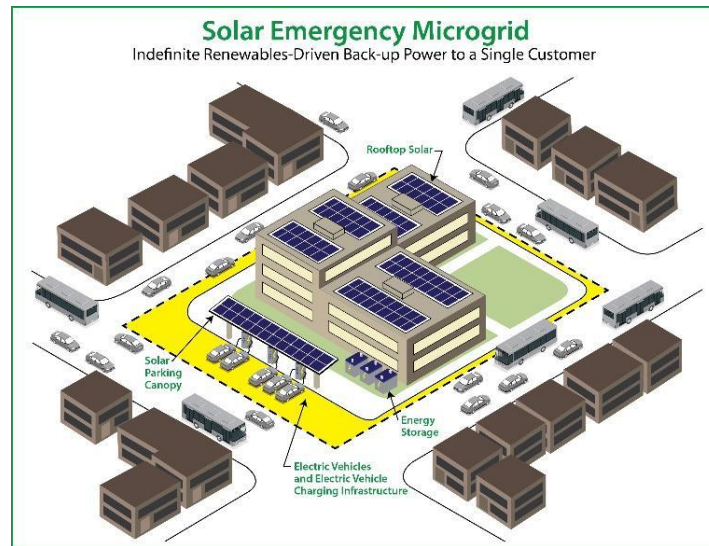 Solar Emergency Microgrid
Indefinite Renewables-Driven Back-up Power to a Single Customer
Rooftop Solar
Solar
Parking
Canopy
Energy
Storage
Electric Vehicles
and Electric Vehicle
Charging Infrastructure